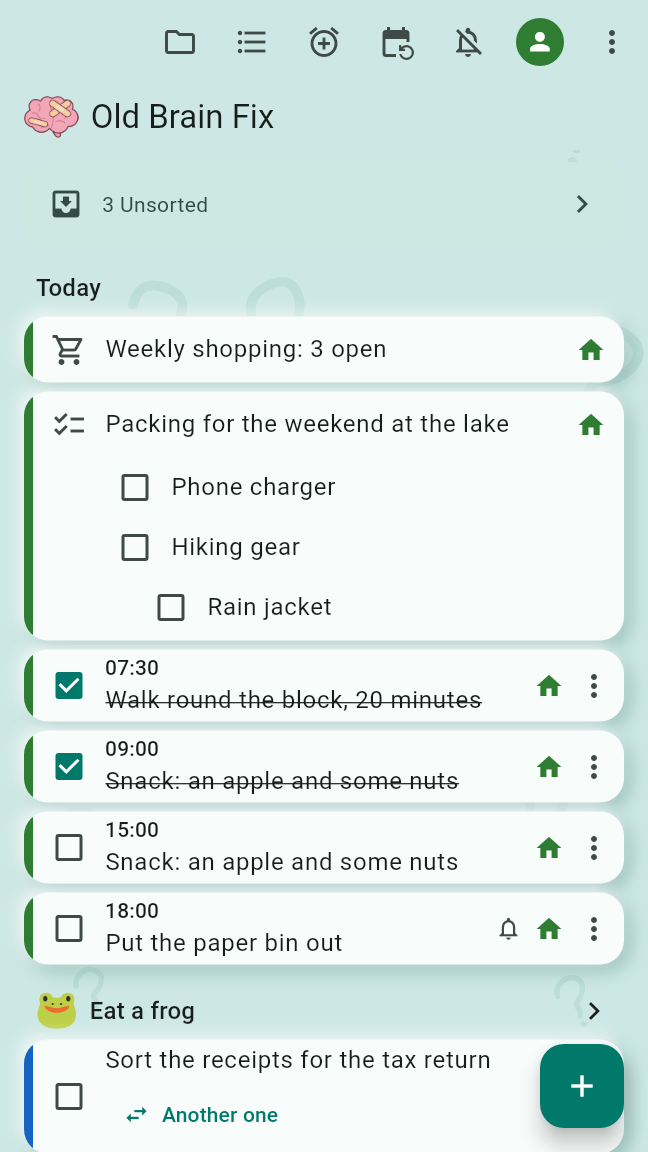 Old Brain Fix
3 Unsorted
Today
Weekly shopping: 3 open
Packing for the weekend at the lake
Phone charger
Hiking gear
Rain jacket
07:30
Walk round the block, 20 minutes
09:00
Snack: an apple and some nuts
15:00
Snack: an apple and some nuts
18:00
Put the paper bin out
Eat a frog
Sort the receipts for the tax return
Another one